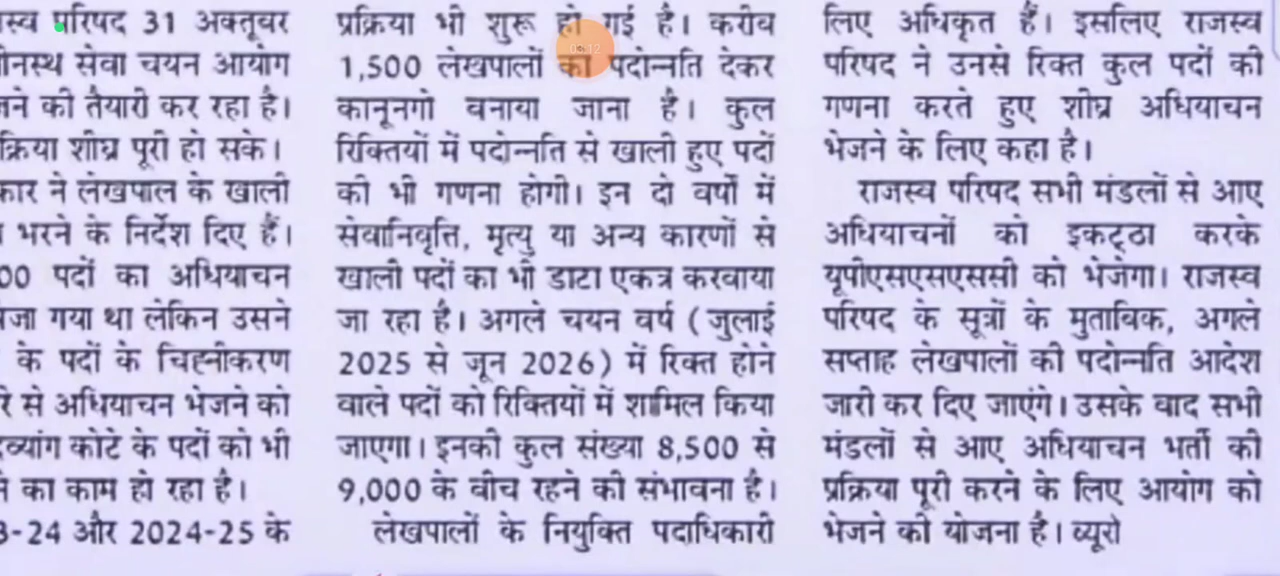 परिषद 31 अक्तूबर
सेवा चयन आयोग
की तैयारी कर रहा है।
शीघ्र पूरी हो सके।
ने लेखपाल के खाली
भरने के निर्देश दिए हैं।
पदों का अधियाचन
गया था लेकिन उसने
के पदों के चिह्नीकरण
से अधियाचन भेजने को
कोटे के पदों को भी
का काम हो रहा है।
और 2024-25 के
प्रक्रिया भी शुरू हो गई है। करीब
1,500 लेखपालों को पदोन्नति देकर
कानूनगो बनाया जाना है। कुल
रिक्तियों में पदोन्नति से खाली हुए पदों
की भी गणना होगी। इन दो वर्षों में
सेवानिवृत्ति, मृत्यु या अन्य कारणों से
खाली पदों का भी डाटा एकत्र करवाया
जा रहा है। अगले चयन वर्ष (जुलाई
2025 से जून 2026) में रिक्त होने
वाले पदों को रिक्तियों में शामिल किया
जाएगा। इनकी कुल संख्या 8,500 से
9,000 के बीच रहने की संभावना है।
लेखपालों के नियुक्ति पदाधिकारी
लिए अधिकृत हैं। इसलिए राजस्व
परिषद ने उनसे रिक्त कुल पदों की
गणना करते हुए शीघ्र अधियाचन
भेजने के लिए कहा है।
राजस्व परिषद सभी मंडलों से आए
अधियाचनों को इकट्ठा करके
यूपीएसएसएससी को भेजेगा। राजस्व
परिषद के सूत्रों के मुताबिक, अगले
सप्ताह लेखपालों की पदोन्नति आदेश
जारी कर दिए जाएंगे। उसके बाद सभी
मंडलों से आए अधियाचन भर्ती की
प्रक्रिया पूरी करने के लिए आयोग को
भेजने की योजना है। ब्यूरो